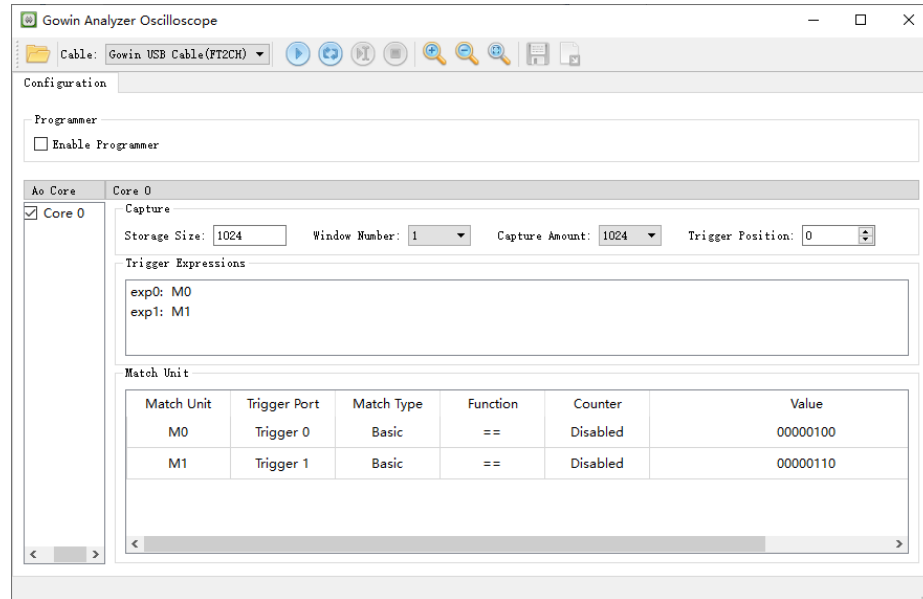 Gowin Analyzer Oscilloscope
Cable: Gowin USB Cable(FT2CH)
Configuration
Programmer
Enable Programmer
Ao Core Core 0
Core 0
Capture
Storage Size: 1024 Window Number: 1 Capture Amount: 1024 Trigger Position: 0
Trigger Expressions
exp0: M0
exp1: M1
Match Unit
Match Unit Trigger Port Match Type Function Counter Value
M0 Trigger 0 Basic == Disabled 00000100
M1 Trigger 1 Basic == Disabled 00000110